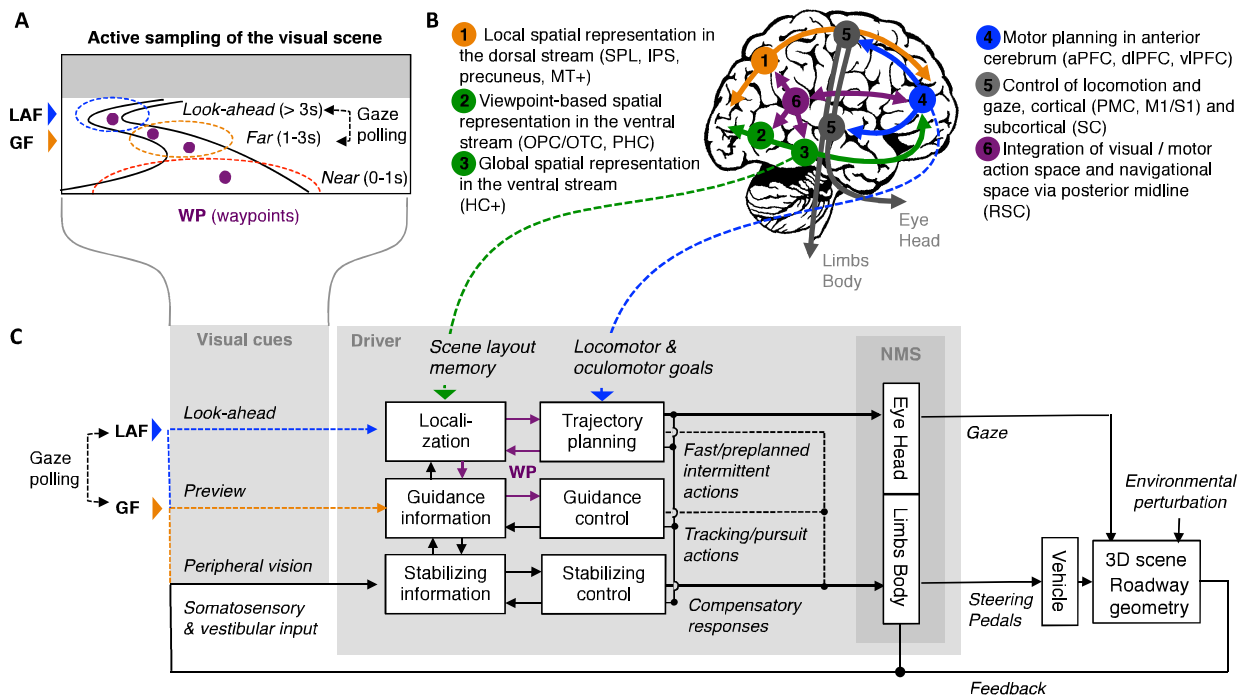 A
Active sampling of the visual scene
LAF
GF
Look-ahead (> 3s)
Far (1-3s)
Near (0-1s)
Gaze
polling
WP (waypoints)
B
1 Local spatial representation
in the dorsal stream (SPL, IPS,
precuneus, MT+)
2 Viewpoint-based spatial
representation in the ventral
stream (OPC/OTC, PHC)
3 Global spatial representation
in the ventral stream
(HC+)
5
1
6
4
2
3
5
Eye
Head
Limbs
Body
4 Motor planning in anterior
cerebrum (aPFC, dlPFC, vlPFC)
5 Control of locomotion and
gaze, cortical (PMC, M1/S1) and
subcortical (SC)
6 Integration of visual / motor
action space and navigational
space via posterior midline
(RSC)
C
Visual cues
Driver
NMS
Scene layout
memory
Locomotor &
oculomotor goals
Gaze
polling
LAF
GF
Look-ahead
Preview
Peripheral vision
Somatosensory
& vestibular input
Locali-
zation
Trajectory
planning
WP
Guidance
information
Guidance
control
Stabilizing
information
Stabilizing
control
Fast/preplanned
intermittent
actions
Tracking/pursuit
actions
Compensatory
responses
Eye Head
Limbs Body
Gaze
Steering
Pedals
Vehicle
Environmental
perturbation
3D scene
Roadway
geometry
Feedback